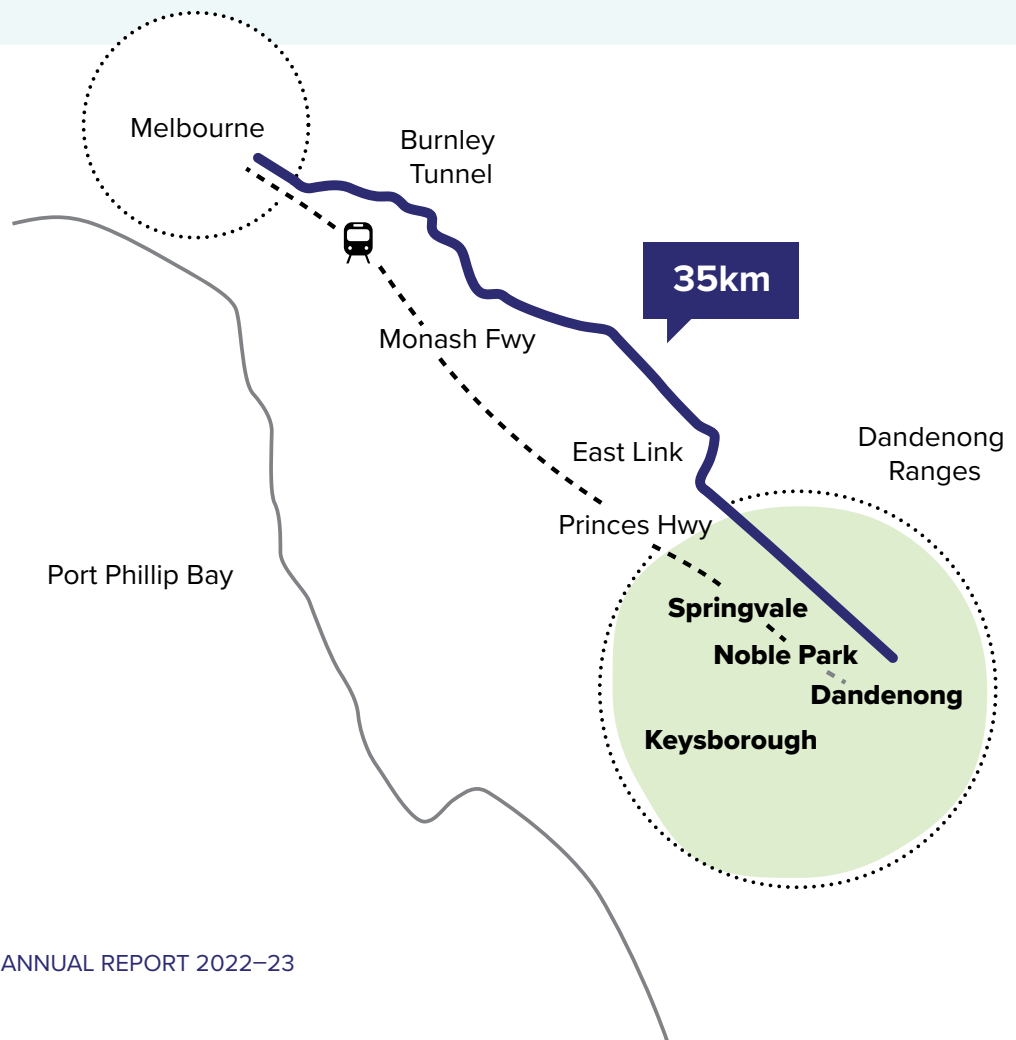 Melbourne
Burnley
Tunnel
35km
Monash Fwy
Dandenong
Ranges
East Link
Princes Hwy
Port Phillip Bay
Springvale
Noble Park
Dandenong
Keysborough
ANNUAL REPORT 2022–23